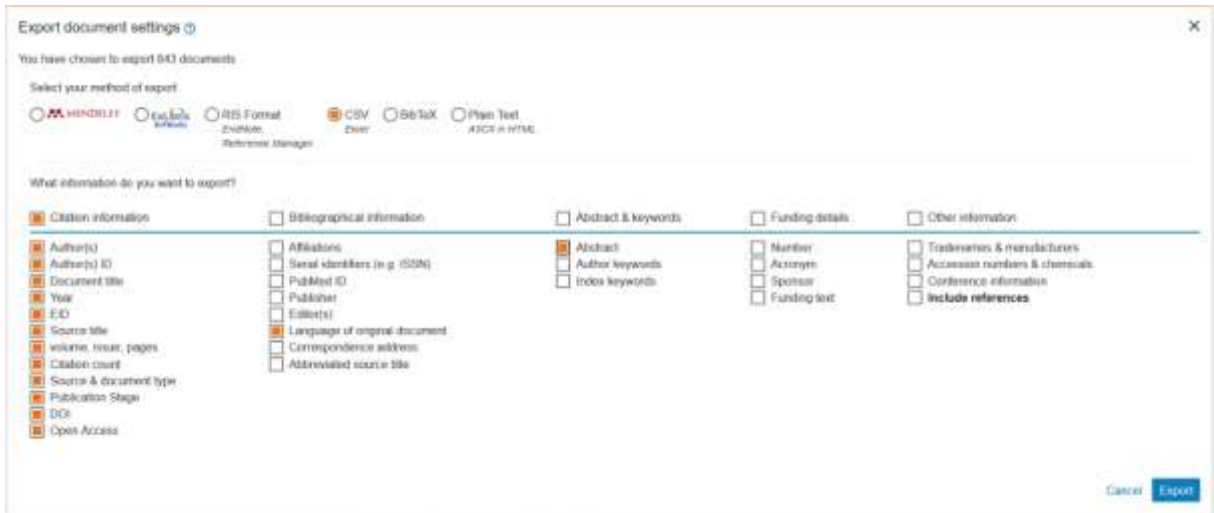 Export document settings
You have chosen to export 843 documents
Select your method of export
MENDELEY RIS Format CSV BibTeX Plain Text
EndNote, Excel ASCII in HTML
Reference Manager
What information do you want to export?
Citation information Bibliographical information Abstract & keywords Funding details Other information
Author(s) Affiliations Abstract Number Tradenames & manufacturers
Author(s) ID Serial identifiers (e.g. ISSN) Author keywords Acronym Accession numbers & chemicals
Document title PubMed ID Index keywords Sponsor Conference information
Year Publisher Funding text Include references
EID Editor(s)
Source title Language of original document
volume, issue, pages Correspondence address
Citation count Abbreviated source title
Source & document type
Publication Stage
DOI
Open Access
Cancel Export